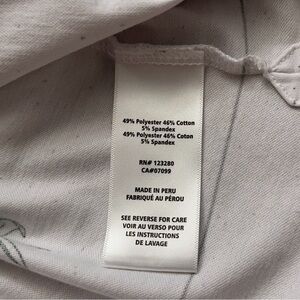 49% Polyester 46% Cotton
5% Spandex
49% Polyester 46% Coton
5% Spandex
RN# 123280
CA#07099
MADE IN PERU
FABRIQUÉ AU PÉROU
SEE REVERSE FOR CARE
VOIR AU VERSO POUR
LES INSTRUCTIONS
DE LAVAGE